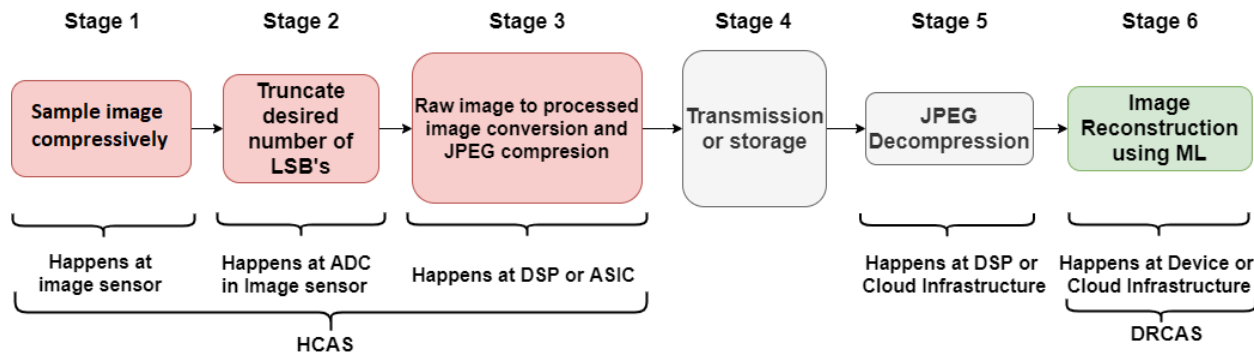 Stage 1
Stage 2
Stage 3
Stage 4
Stage 5
Stage 6
Sample image
compressively
Truncate
desired
number of
LSB's
Raw image to processed
image conversion and
JPEG compresion
Transmission
or storage
JPEG
Decompression
Image
Reconstruction
using ML
Happens at
image sensor
Happens at ADC
in Image sensor
Happens at DSP or ASIC
Happens at DSP or
Cloud Infrastructure
Happens at Device or
Cloud Infrastructure
HCAS
DRCAS